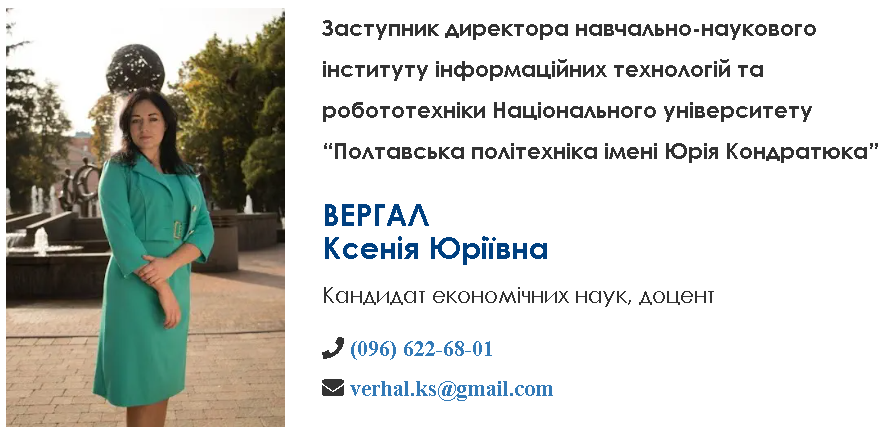 Заступник директора навчально-наукового
інституту інформаційних технологій та
робототехніки Національного університету
“Полтавська політехніка імені Юрія Кондратюка”
ВЕРГАЛ
Ксенія Юріївна
Кандидат економічних наук, доцент
(096) 622-68-01
verhal.ks@gmail.com